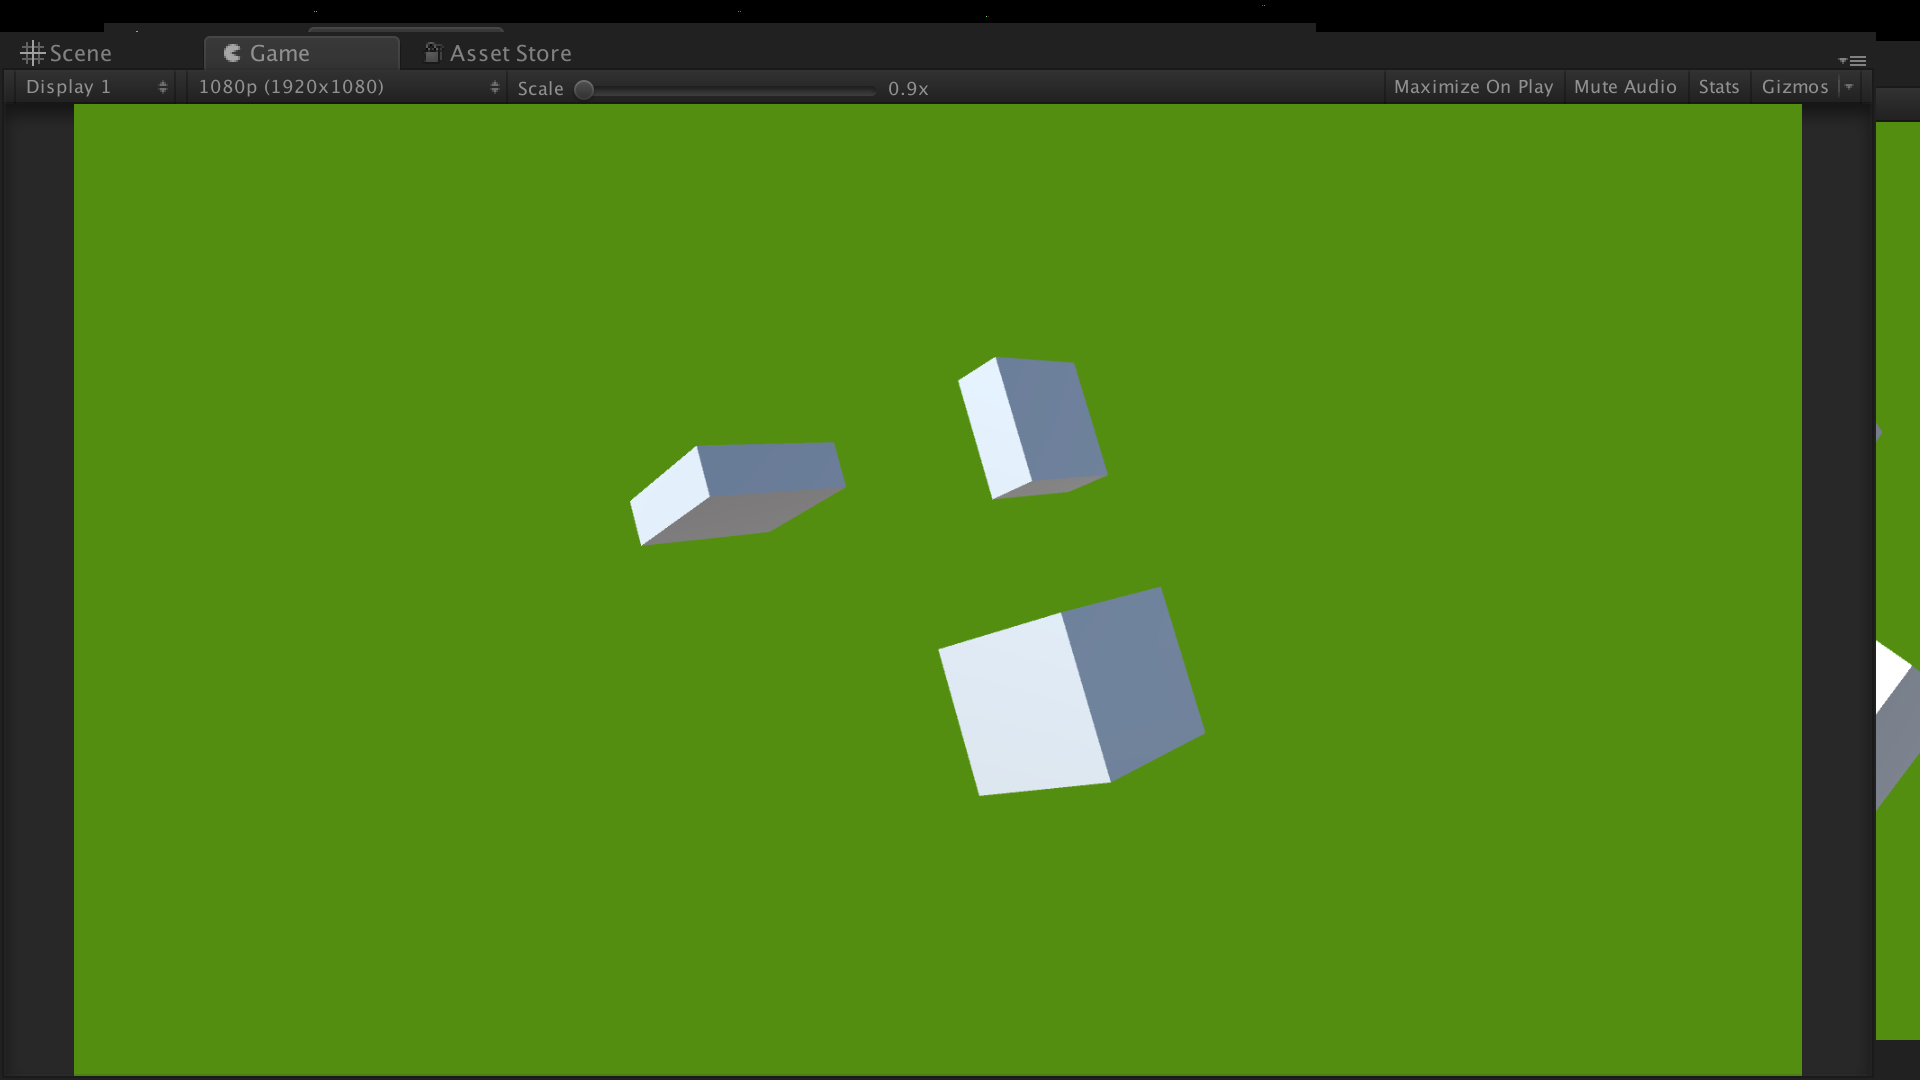 Scene Game Asset Store
Display 1 1080p (1920x1080) Scale 0.9x Maximize On Play Mute Audio Stats Gizmos